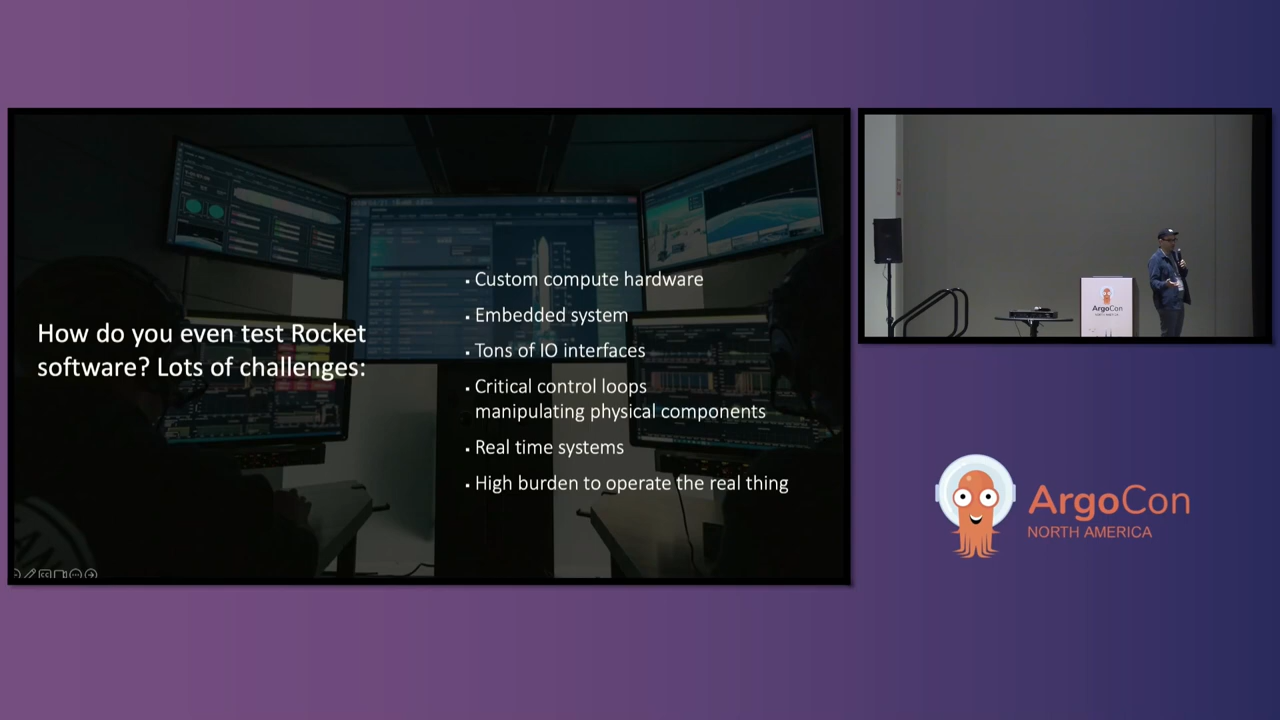 How do you even test Rocket
software? Lots of challenges:
▪ Custom compute hardware
▪ Embedded system
▪ Tons of IO interfaces
▪ Critical control loops
manipulating physical components
▪ Real time systems
▪ High burden to operate the real thing
ArgoCon
ArgoCon
NORTH AMERICA